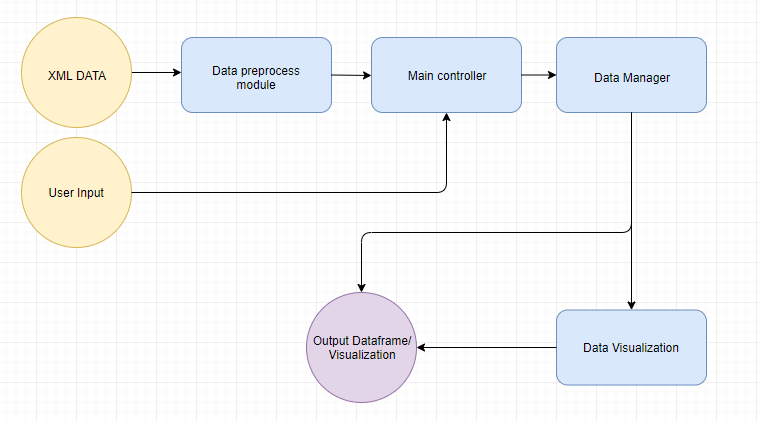 XML DATA
Data preprocess
module
Main controller
Data Manager
User Input
Output Dataframe/
Visualization
Data Visualization